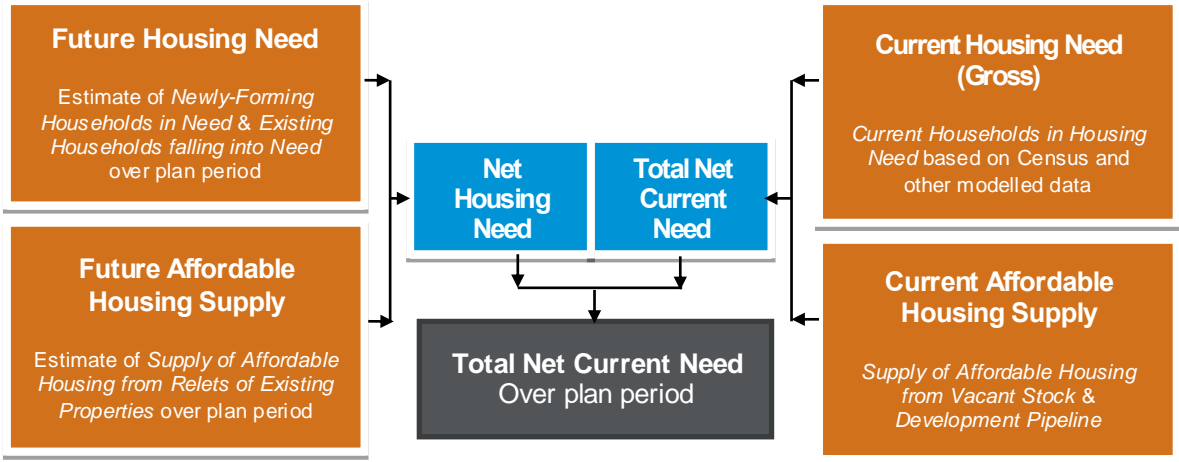 Future Housing Need
Estimate of Newly-Forming
Households in Need & Existing
Households falling into Need
over plan period
Future Affordable
Housing Supply
Estimate of Supply of Affordable
Housing from Relets of Existing
Properties over plan period
Net
Housing
Need
Total Net
Current
Need
Total Net Current Need
Over plan period
Current Housing Need
(Gross)
Current Households in Housing
Need based on Census and
other modelled data
Current Affordable
Housing Supply
Supply of Affordable Housing
from Vacant Stock &
Development Pipeline